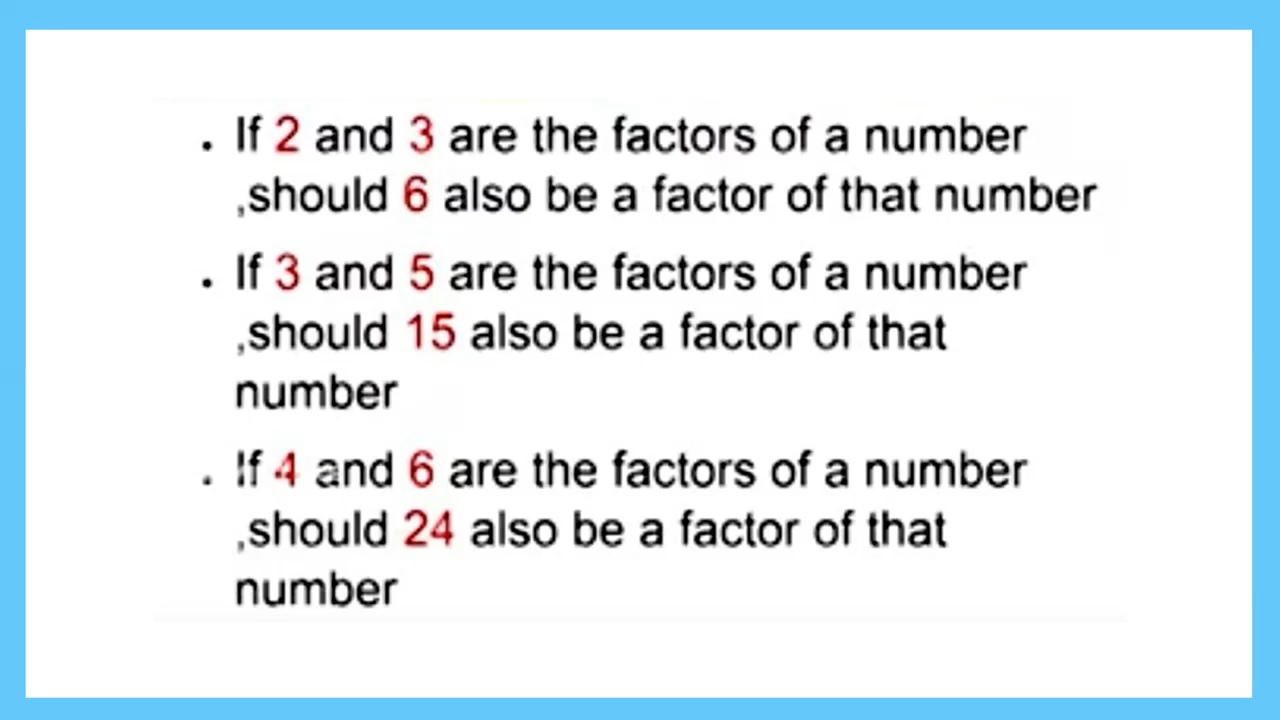 . If 2 and 3 are the factors of a number
,should 6 also be a factor of that number
. If 3 and 5 are the factors of a number
,should 15 also be a factor of that
number
. If 4 and 6 are the factors of a number
,should 24 also be a factor of that
number